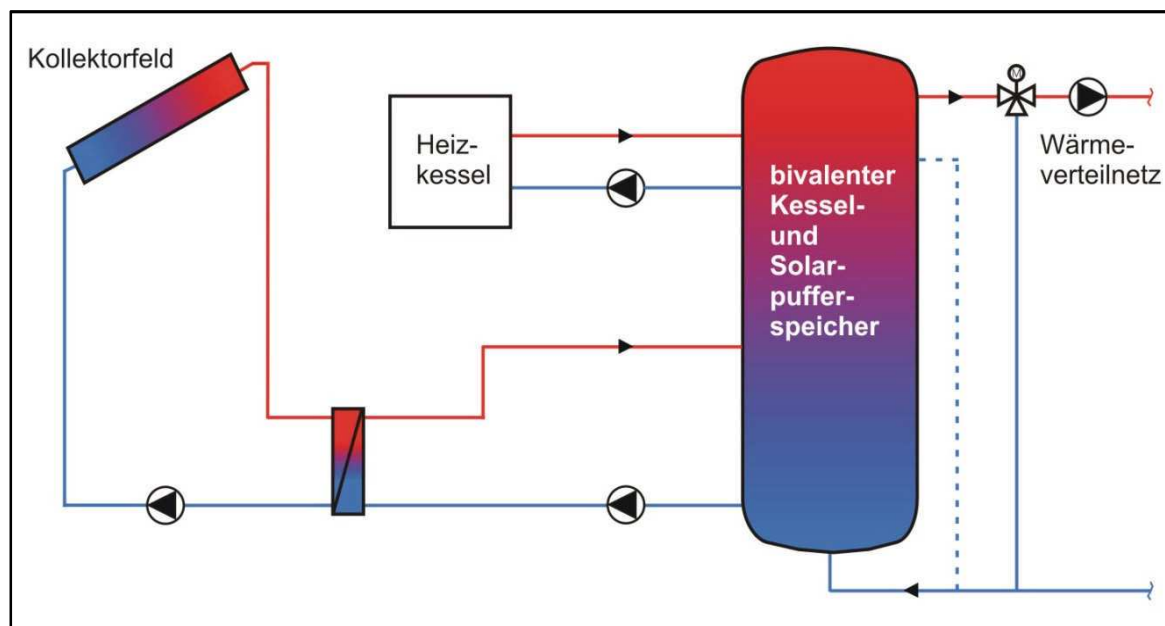 Kollektorfeld
Heiz-
kessel
bivalenter
Kessel-
und
Solar-
puffer-
speicher
M
Wärme-
verteilnetz